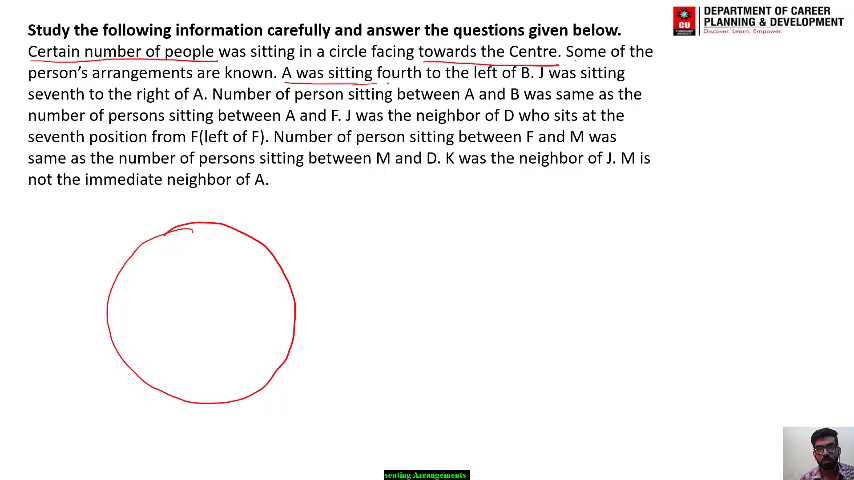 Study the following information carefully and answer the questions given below.
Certain number of people was sitting in a circle facing towards the Centre. Some of the
person's arrangements are known. A was sitting fourth to the left of B. J was sitting
seventh to the right of A. Number of person sitting between A and B was same as the
number of persons sitting between A and F. J was the neighbor of D who sits at the
seventh position from F(left of F). Number of person sitting between F and M was
same as the number of persons sitting between M and D. K was the neighbor of J. M is
not the immediate neighbor of A.
CU
DEPARTMENT OF CAREER
PLANNING & DEVELOPMENT
Discover. Learn. Empower.
seating Arrangements